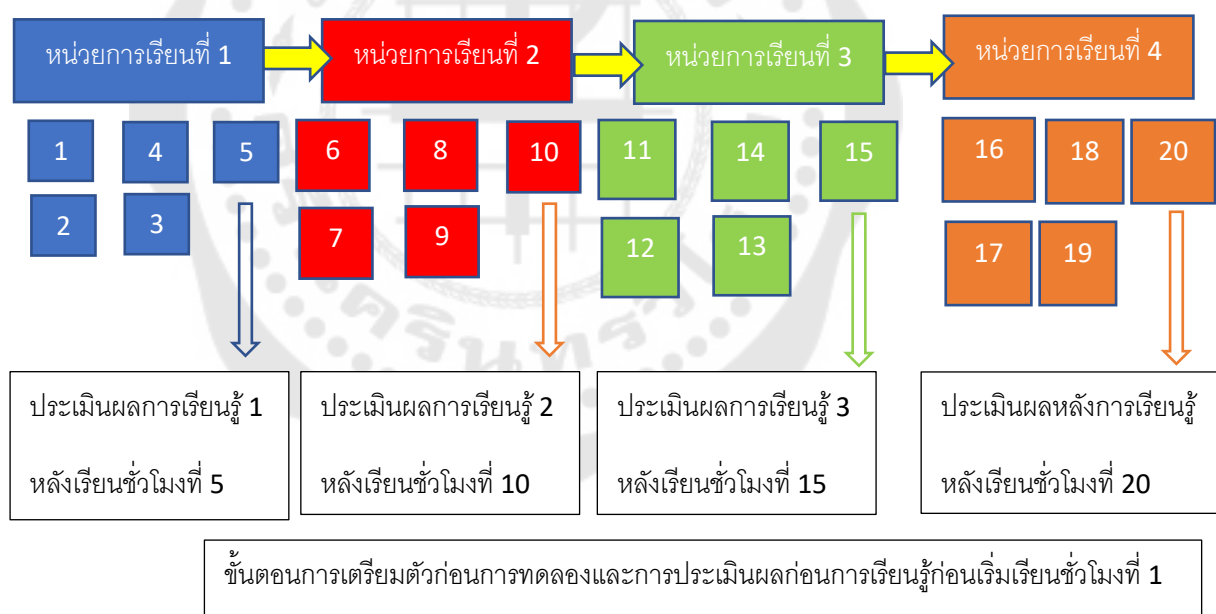 หน่วยการเรียนที่ 1
หน่วยการเรียนที่ 2
หน่วยการเรียนที่ 3
หน่วยการเรียนที่ 4
1 4 5 6 8 10 11 14 15 16 18 20
2 3 7 9 12 13 17 19
ประเมินผลการเรียนรู้ 1
หลังเรียนชั่วโมงที่ 5
ประเมินผลการเรียนรู้ 2
หลังเรียนชั่วโมงที่ 10
ประเมินผลการเรียนรู้ 3
หลังเรียนชั่วโมงที่ 15
ประเมินผลหลังการเรียนรู้
หลังเรียนชั่วโมงที่ 20
ขั้นตอนการเตรียมตัวก่อนการทดลองและการประเมินผลก่อนการเรียนรู้ก่อนเริ่มเรียนชั่วโมงที่ 1